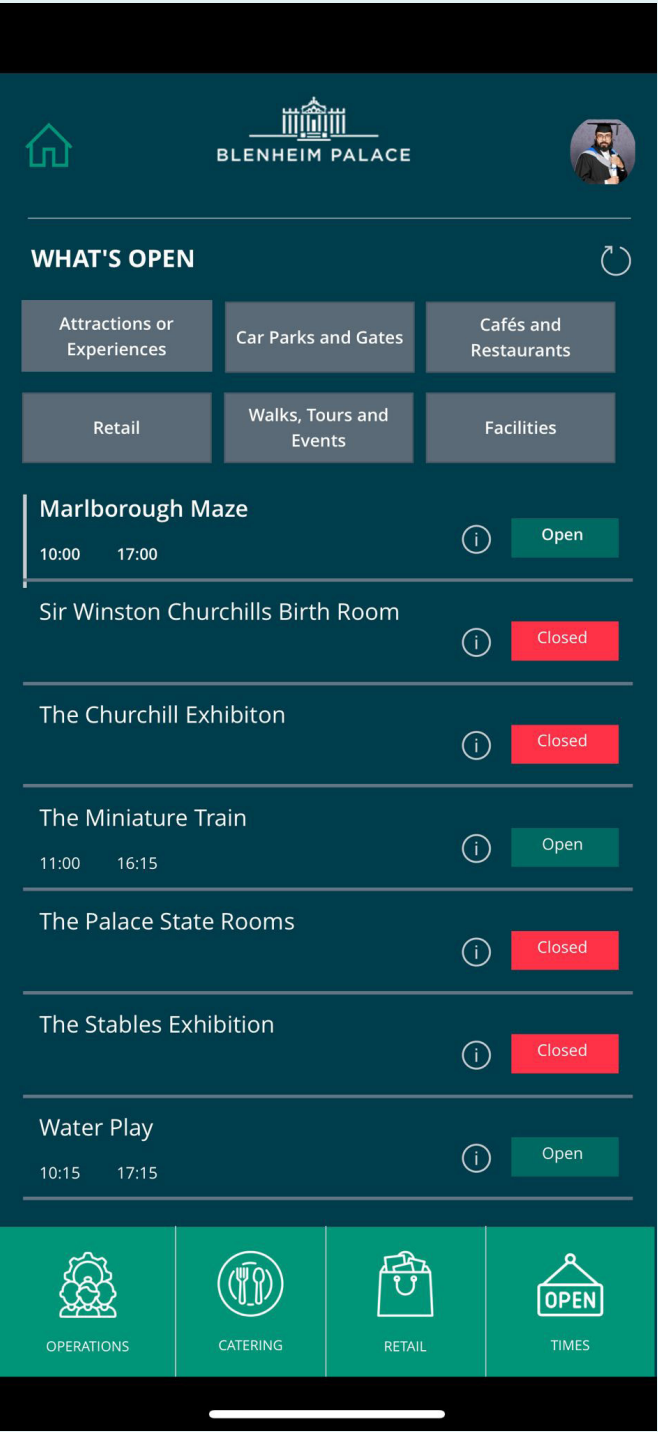 BLENHEIM PALACE
WHAT'S OPEN
Attractions or
Experiences
Car Parks and Gates
Cafés and
Restaurants
Retail
Walks, Tours and
Events
Facilities
Marlborough Maze
10:00 17:00
Open
Sir Winston Churchills Birth Room
Closed
The Churchill Exhibiton
Closed
The Miniature Train
11:00 16:15
Open
The Palace State Rooms
Closed
The Stables Exhibition
Closed
Water Play
10:15 17:15
Open
OPEN
OPERATIONS CATERING RETAIL TIMES